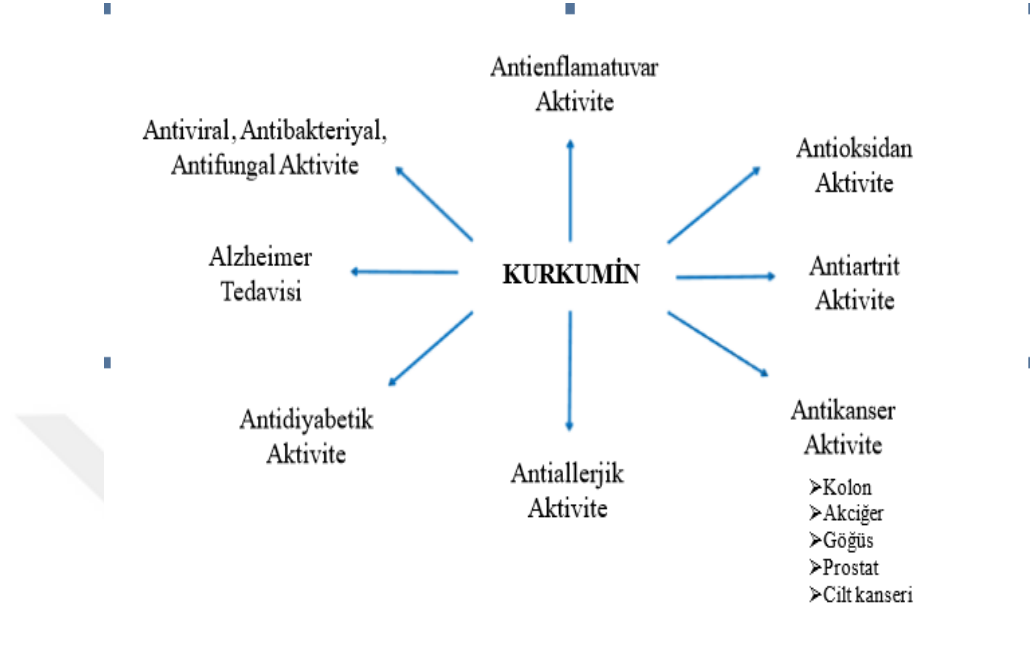 Antienflamatuvar
Aktivite
Antiviral, Antibakteriyal,
Antifungal Aktivite
Antioksidan
Aktivite
Alzheimer
Tedavisi
KURKUMİN
Antiartrit
Aktivite
Antidiyabetik
Aktivite
Antiallerjik
Aktivite
Antikanser
Aktivite
➢Kolon
➢Akciğer
➢Göğüs
➢Prostat
➢Cilt kanseri